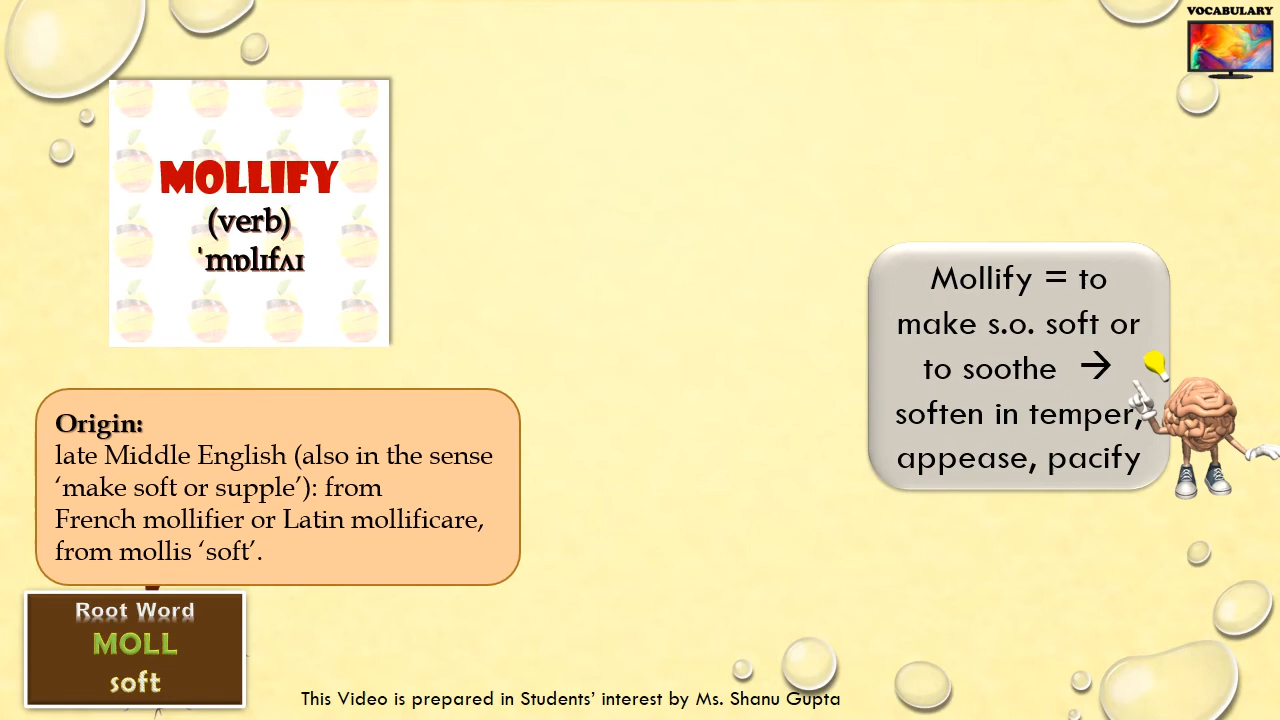 VOCABULARY
MOLLIFY
(verb)
ˈmɒlɪfʌɪ
Mollify = to
make s.o. soft or
to soothe →
soften in temper,
appease, pacify
Origin:
late Middle English (also in the sense
‘make soft or supple’): from
French mollifier or Latin mollificare,
from mollis ‘soft’.
Root Word
MOLL
soft
This Video is prepared in Students’ interest by Ms. Shanu Gupta